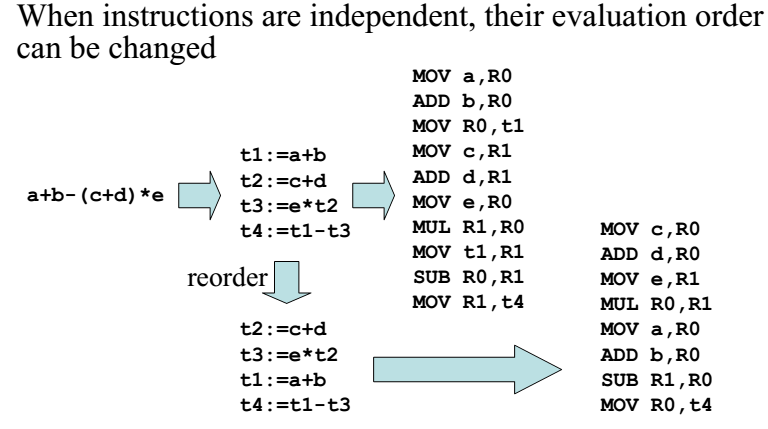 When instructions are independent, their evaluation order
can be changed
a+b-(c+d)*e
t1:=a+b
t2:=c+d
t3:=e*t2
t4:=t1-t3
MOV a,R0
ADD b,R0
MOV R0,t1
MOV c,R1
ADD d,R1
MOV e,R0
MUL R1,R0
MOV t1,R1
SUB R0,R1
MOV R1,t4
reorder
t2:=c+d
t3:=e*t2
t1:=a+b
t4:=t1-t3
MOV c,R0
ADD d,R0
MOV e,R1
MUL R0,R1
MOV a,R0
ADD b,R0
SUB R1,R0
MOV R0,t4